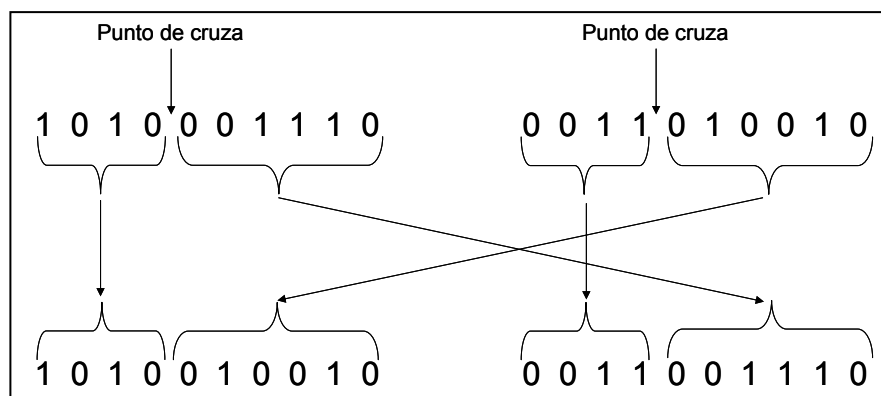 Punto de cruza Punto de cruza
1 0 1 0 0 0 1 1 1 0 0 0 1 1 0 1 0 0 1 0
1 0 1 0 0 1 0 0 1 0 0 0 1 1 0 0 1 1 1 0